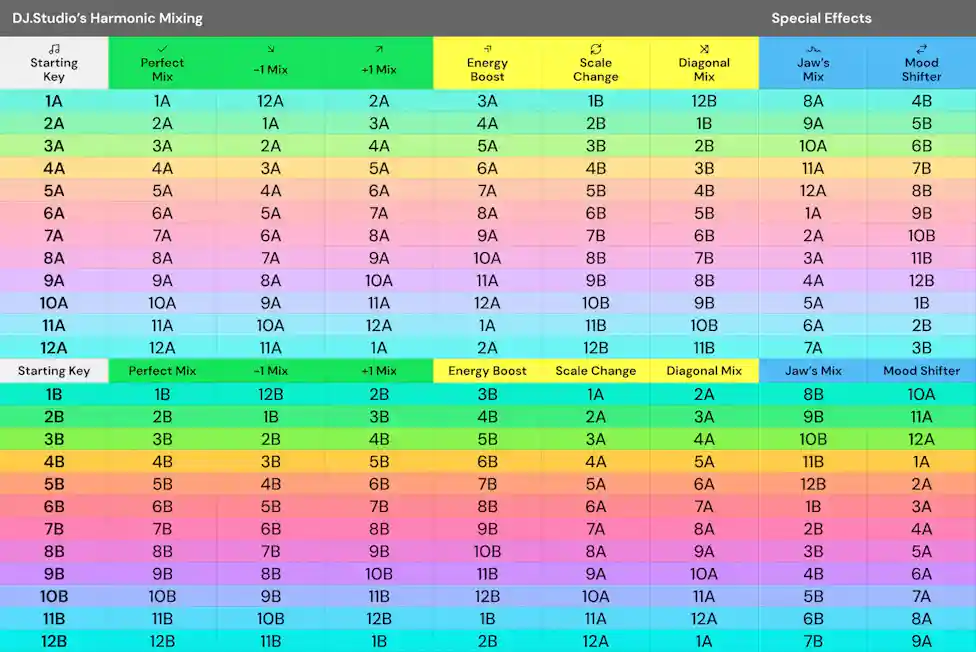 DJ.Studio's Harmonic Mixing Special Effects
Starting Key Perfect Mix -1 Mix +1 Mix Energy Boost Scale Change Diagonal Mix Jaw's Mix Mood Shifter
1A 1A 12A 2A 3A 1B 12B 8A 4B
2A 2A 1A 3A 4A 2B 1B 9A 5B
3A 3A 2A 4A 5A 3B 2B 10A 6B
4A 4A 3A 5A 6A 4B 3B 11A 7B
5A 5A 4A 6A 7A 5B 4B 12A 8B
6A 6A 5A 7A 8A 6B 5B 1A 9B
7A 7A 6A 8A 9A 7B 6B 2A 10B
8A 8A 7A 9A 10A 8B 7B 3A 11B
9A 9A 8A 10A 11A 9B 8B 4A 12B
10A 10A 9A 11A 12A 10B 9B 5A 1B
11A 11A 10A 12A 1A 11B 10B 6A 2B
12A 12A 11A 1A 2A 12B 11B 7A 3B
Starting Key Perfect Mix -1 Mix +1 Mix Energy Boost Scale Change Diagonal Mix Jaw's Mix Mood Shifter
1B 1B 12B 2B 3B 1A 2A 8B 10A
2B 2B 1B 3B 4B 2A 3A 9B 11A
3B 3B 2B 4B 5B 3A 4A 10B 12A
4B 4B 3B 5B 6B 4A 5A 11B 1A
5B 5B 4B 6B 7B 5A 6A 12B 2A
6B 6B 5B 7B 8B 6A 7A 1B 3A
7B 7B 6B 8B 9B 7A 8A 2B 4A
8B 8B 7B 9B 10B 8A 9A 3B 5A
9B 9B 8B 10B 11B 9A 10A 4B 6A
10B 10B 9B 11B 12B 10A 11A 5B 7A
11B 11B 10B 12B 1B 11A 12A 6B 8A
12B 12B 11B 1B 2B 12A 1A 7B 9A